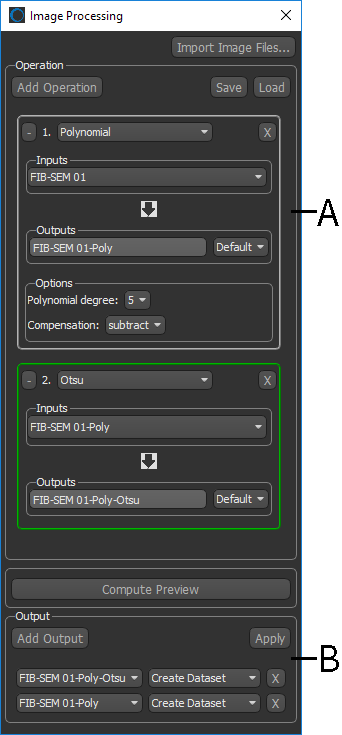 Image Processing
Import Image Files...
Operation
Add Operation Save Load
- 1. Polynomial X
Inputs
FIB-SEM 01
A
Outputs
FIB-SEM 01-Poly Default
Options
Polynomial degree: 5
Compensation: subtract
- 2. Otsu X
Inputs
FIB-SEM 01-Poly
Outputs
FIB-SEM 01-Poly-Otsu Default
Compute Preview
Output
Add Output Apply
B
FIB-SEM 01-Poly-Otsu Create Dataset X
FIB-SEM 01-Poly Create Dataset X